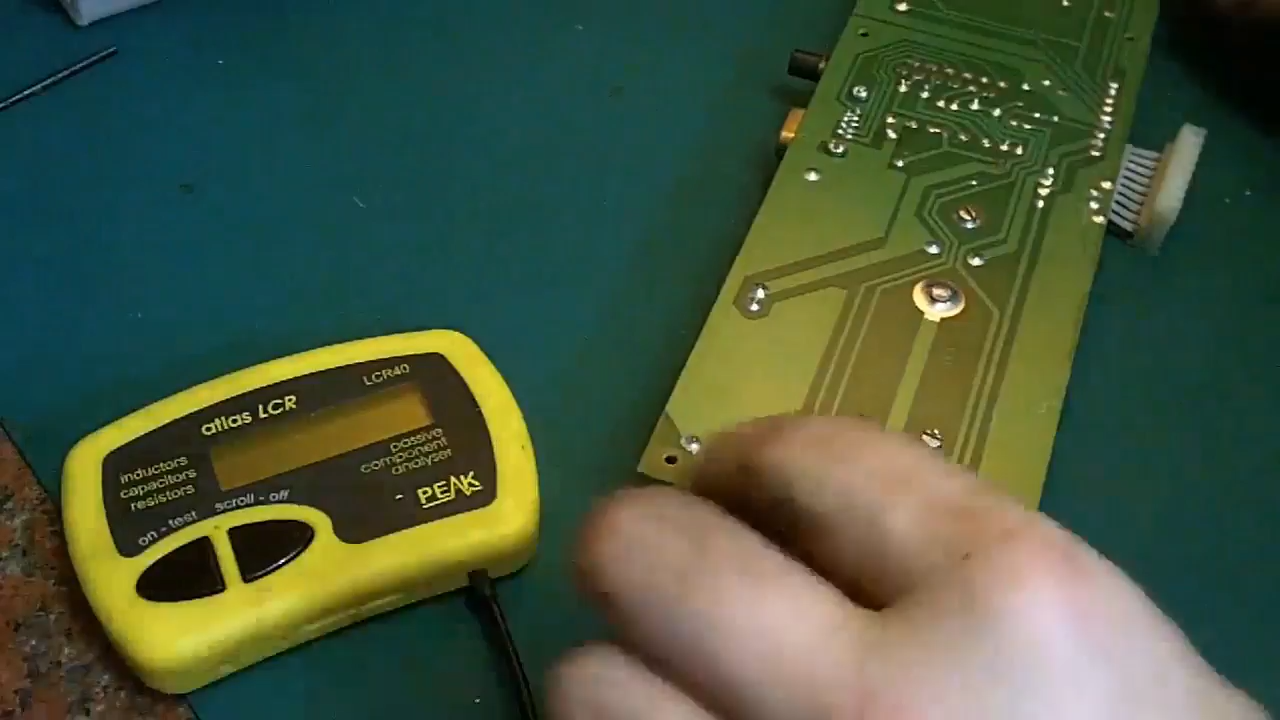 atlas LCR
LCR40
inductors
capacitors
resistors
passive
component
analyser
on - test
scroll - off
PEAK